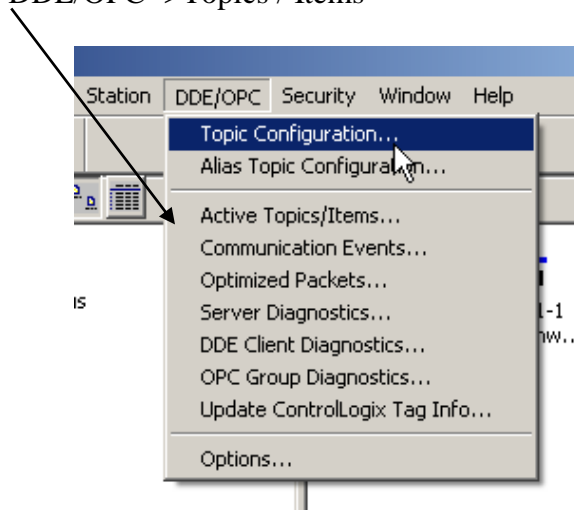 DDE/OPC → Topics / Items
Station DDE/OPC Security Window Help
Topic Configuration...
Alias Topic Configuration...
Active Topics/Items...
Communication Events...
Optimized Packets...
Server Diagnostics...
DDE Client Diagnostics...
OPC Group Diagnostics...
Update ControlLogix Tag Info...
Options...